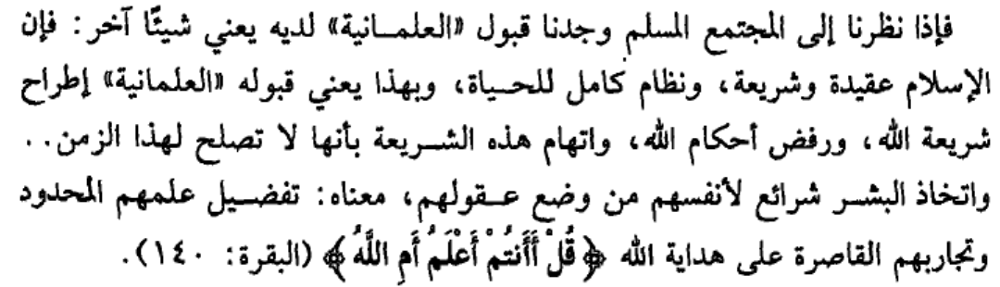 فإذا نظرنا إلى المجتمع المسلم وجدنا قبول «العلمـانية» لديه يعني شيئًا آخر: فإن
الإسلام عقيدة وشريعة، ونظام كامل للحـياة، وبهذا يعني قبوله «العلمانية» إطراح
شريعة الله، ورفض أحكام الله، واتهام هذه الشـريعة بأنها لا تصلح لهذا الزمن..
واتخاذ البشـر شرائع لأنفسهم من وضع عـقولهم، معناه: تفضـيل علمهم المحدود
وتجاربهم القاصرة على هداية الله ﴿قُلْ أَأَنتُمْ أَعْلَمُ أَمِ اللَّهُ﴾ (البقرة: ١٤٠).